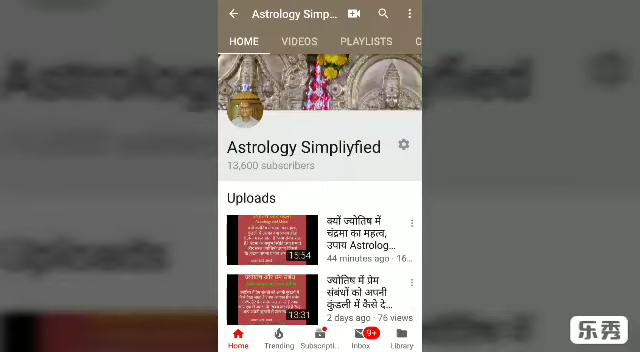 Astrology Simp...
HOME VIDEOS PLAYLISTS C
Astrology Simpliyfied
13,600 subscribers
Uploads
क्यों ज्योतिष में
चंद्रमा का महत्व,
उपाय Astrolog...
44 minutes ago · 16...
15:54
ज्योतिष में प्रेम
संबंधों को अपनी
कुंडली में कैसे दे...
2 days ago · 76 views
13:31
Home Trending Subscripti... Inbox Library
9+
乐秀